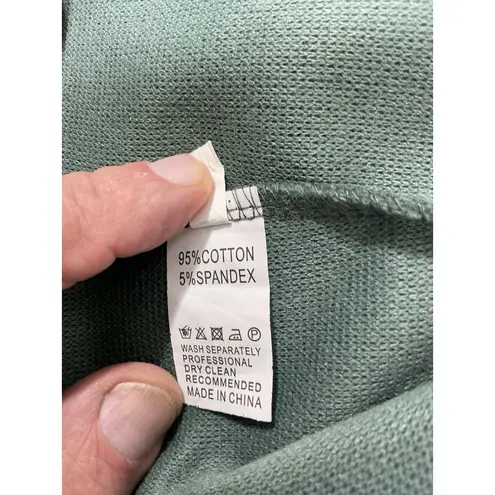 95%COTTON
5%SPANDEX
WASH SEPARATELY
PROFESSIONAL
DRY CLEAN
RECOMMENDED
MADE IN CHINA